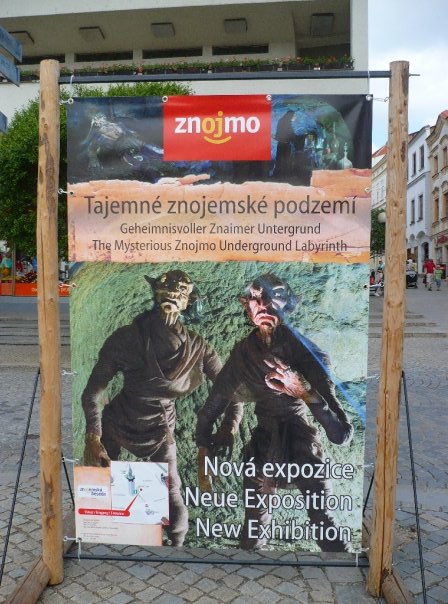 znojmo
Tajemné znojemské podzemí
Geheimnisvoller Znaimer Untergrund
The Mysterious Znojmo Underground Labyrinth
Nová expozice
Neue Exposition
New Exhibition